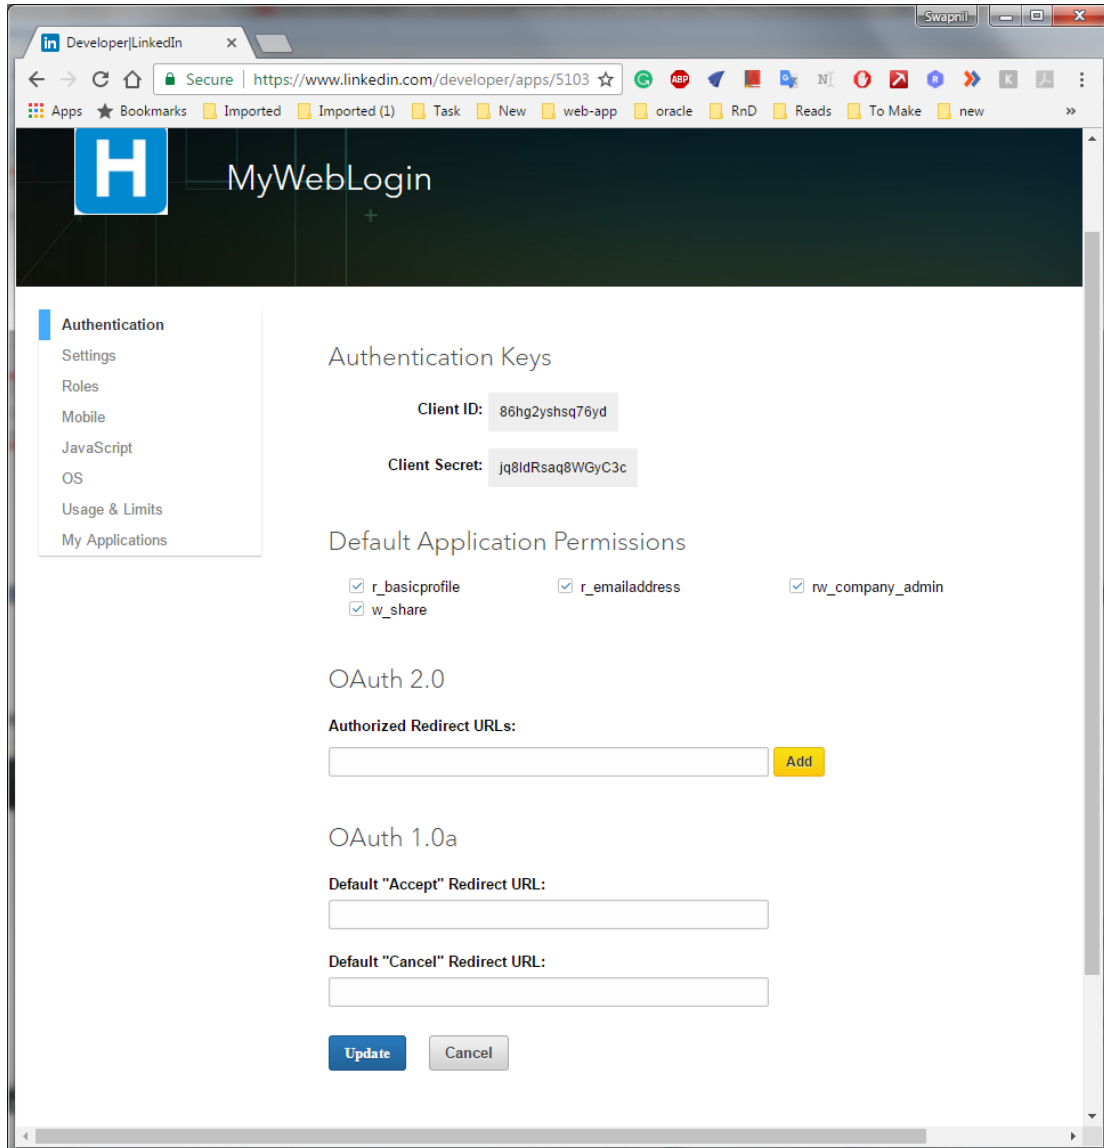 Swapnil
in Developer|LinkedIn
Secure https://www.linkedin.com/developer/apps/5103
Apps Bookmarks Imported Imported (1) Task New web-app oracle RnD Reads To Make new »
H MyWebLogin
Authentication
Settings
Roles
Mobile
JavaScript
OS
Usage & Limits
My Applications
Authentication Keys
Client ID: 86hg2yshsq76yd
Client Secret: jq8ldRsaq8WGyC3c
Default Application Permissions
r_basicprofile r_emailaddress rw_company_admin
w_share
OAuth 2.0
Authorized Redirect URLs:
Add
OAuth 1.0a
Default "Accept" Redirect URL:
Default "Cancel" Redirect URL:
Update Cancel